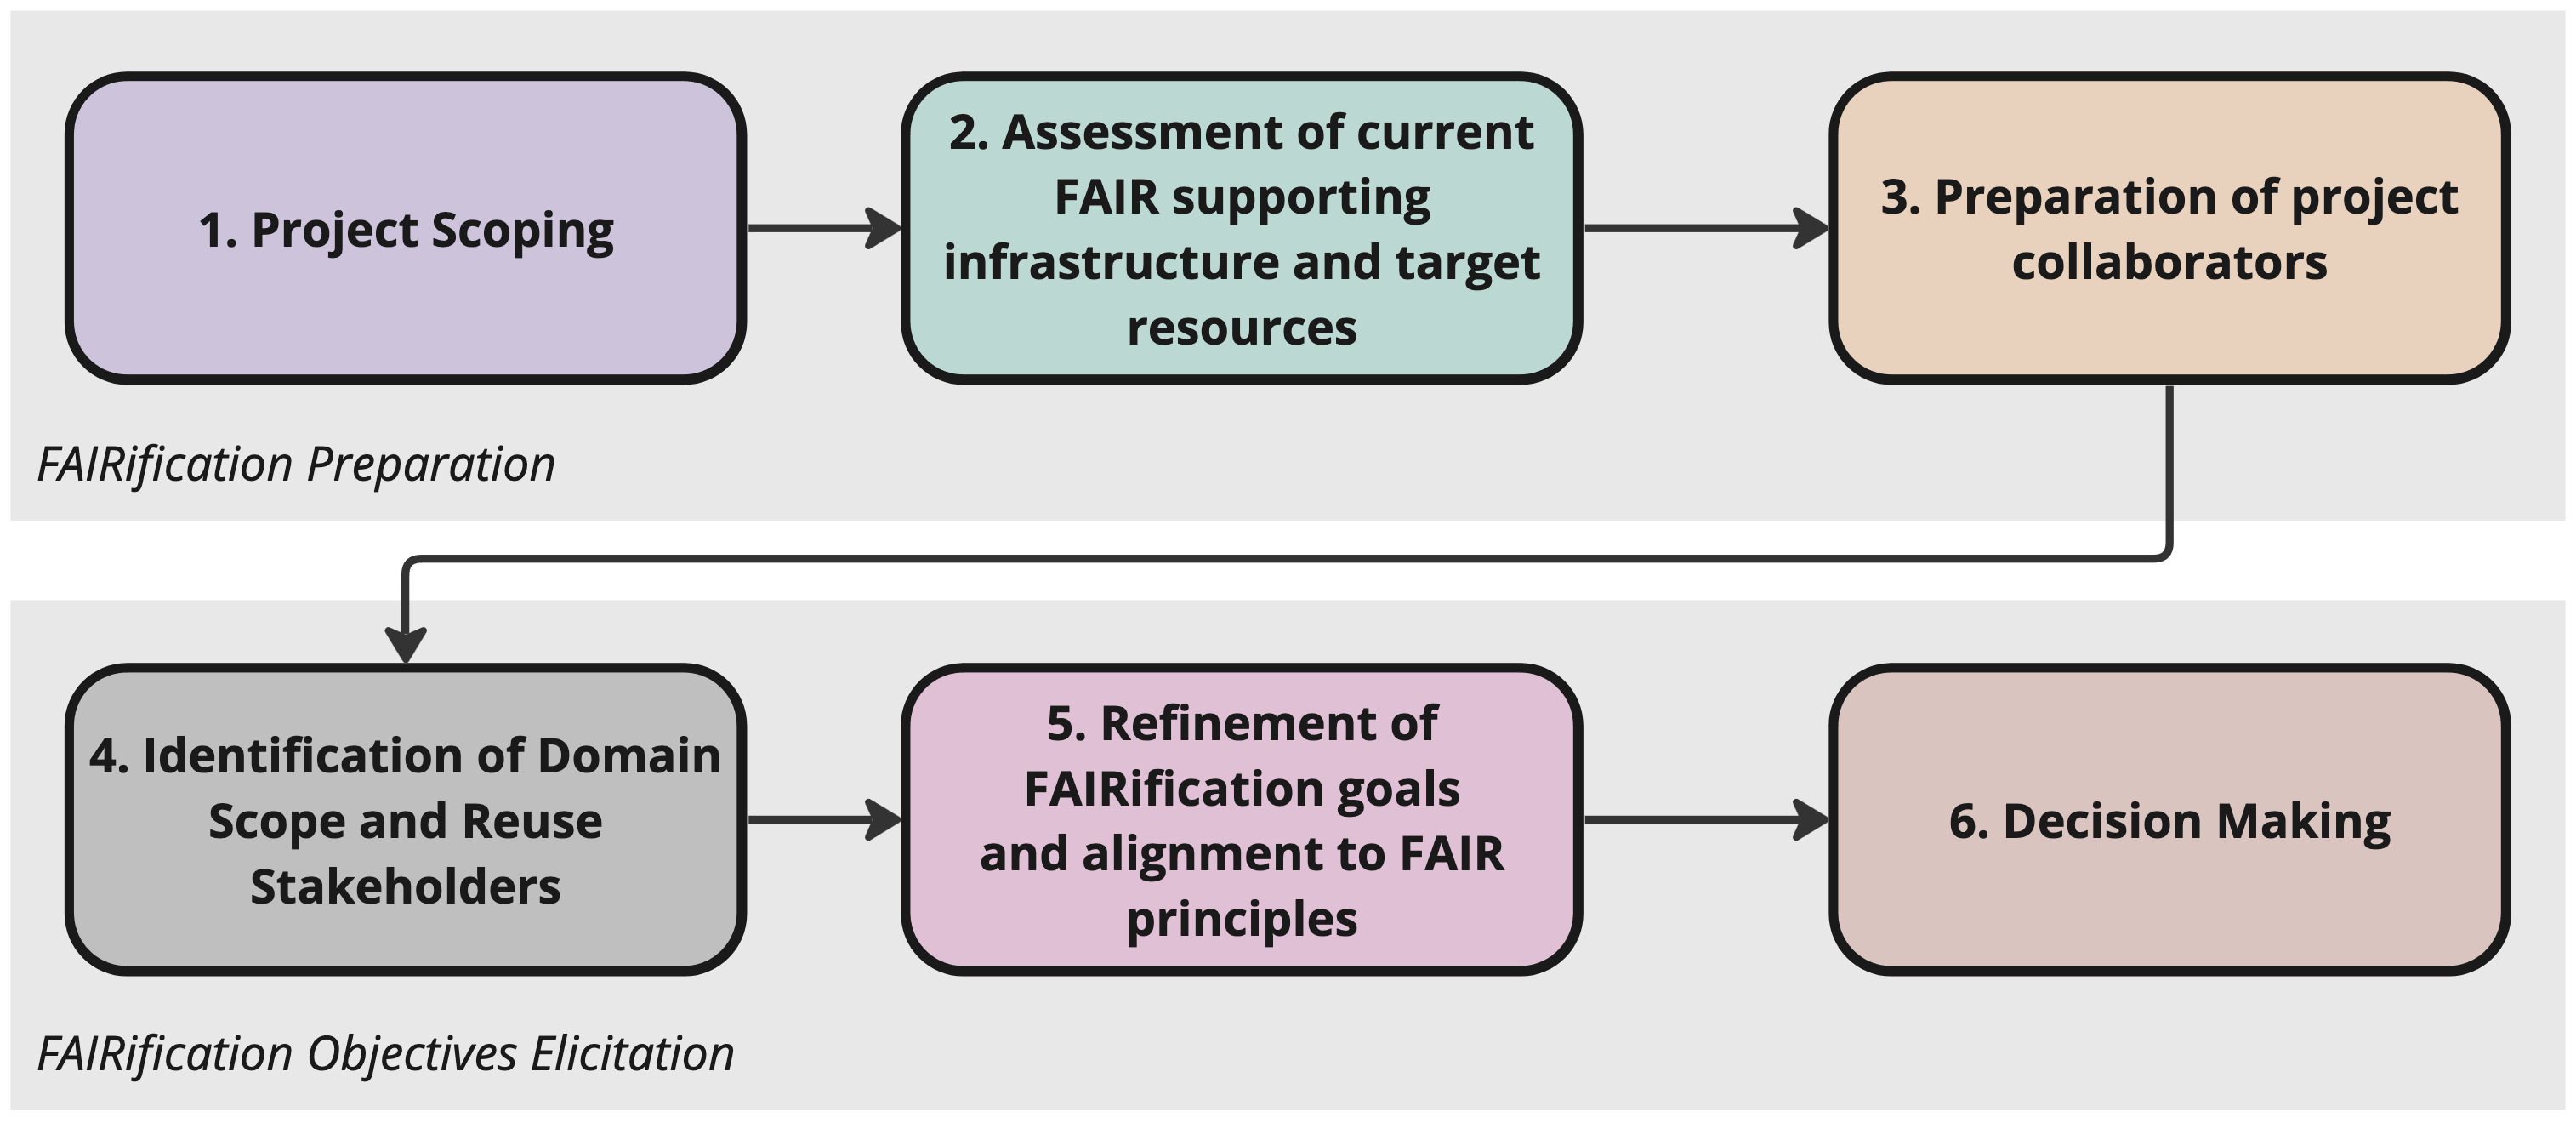 1. Project Scoping
2. Assessment of current
FAIR supporting
infrastructure and target
resources
3. Preparation of project
collaborators
FAIRification Preparation
4. Identification of Domain
Scope and Reuse
Stakeholders
5. Refinement of
FAIRification goals
and alignment to FAIR
principles
6. Decision Making
FAIRification Objectives Elicitation